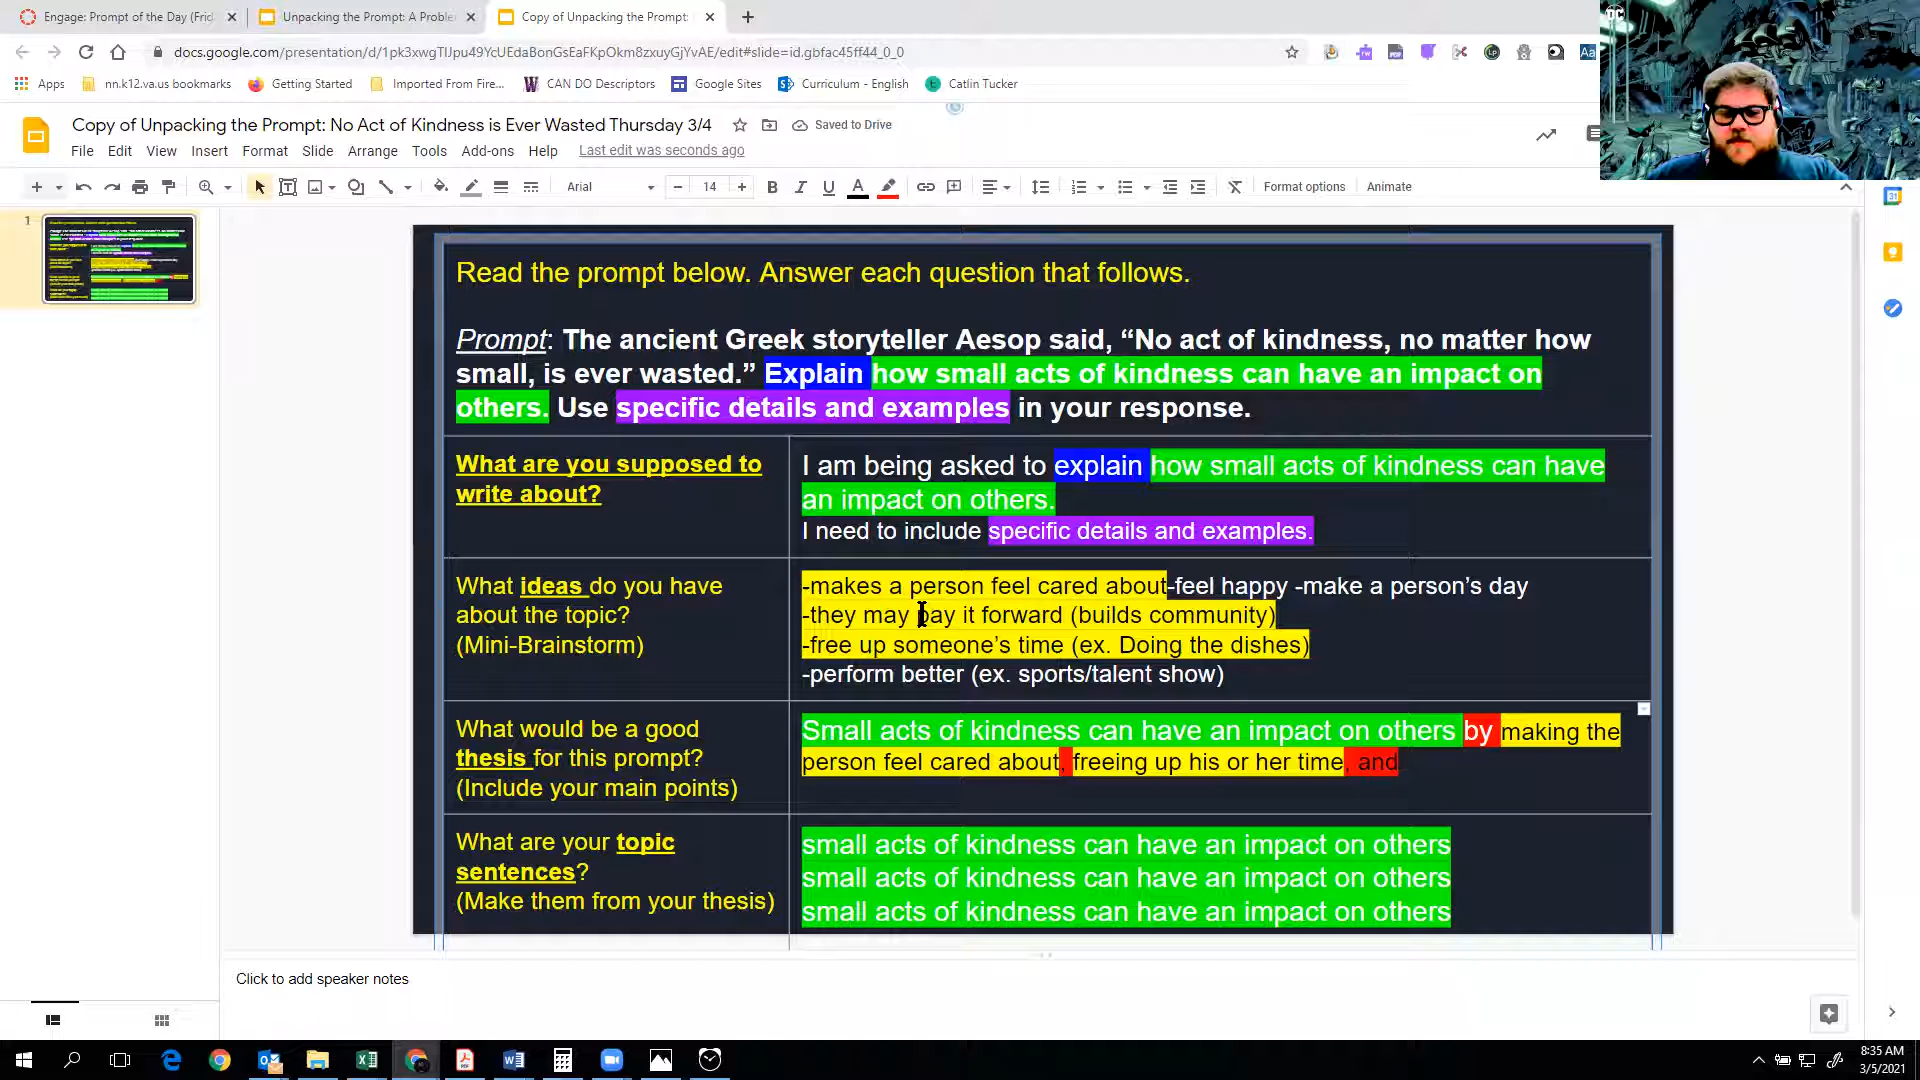 Engage: Prompt of the Day (Frid
Unpacking the Prompt: A Proble
Copy of Unpacking the Prompt:
docs.google.com/presentation/d/1pk3xwgTlJpu49YcUEdaBonGsEaFKpOkm8zxuyGjYvAE/edit#slide=id.gbfac45ff44_0_0
Apps
nn.k12.va.us bookmarks
Getting Started
Imported From Fire...
CAN DO Descriptors
Google Sites
Curriculum - English
Catlin Tucker
DC
Copy of Unpacking the Prompt: No Act of Kindness is Ever Wasted Thursday 3/4
Saved to Drive
File Edit View Insert Format Slide Arrange Tools Add-ons Help Last edit was seconds ago
Arial
14
Format options
Animate
1
Read the prompt below. Answer each question that follows.
Prompt: The ancient Greek storyteller Aesop said, “No act of kindness, no matter how
small, is ever wasted.” Explain how small acts of kindness can have an impact on
others. Use specific details and examples in your response.
What are you supposed to
write about?
I am being asked to explain how small acts of kindness can have
an impact on others.
I need to include specific details and examples.
What ideas do you have
about the topic?
(Mini-Brainstorm)
-makes a person feel cared about-feel happy -make a person’s day
-they may pay it forward (builds community)
-free up someone’s time (ex. Doing the dishes)
-perform better (ex. sports/talent show)
What would be a good
thesis for this prompt?
(Include your main points)
Small acts of kindness can have an impact on others by making the
person feel cared about, freeing up his or her time, and
What are your topic
sentences?
(Make them from your thesis)
small acts of kindness can have an impact on others
small acts of kindness can have an impact on others
small acts of kindness can have an impact on others
Click to add speaker notes
8:35 AM
3/5/2021